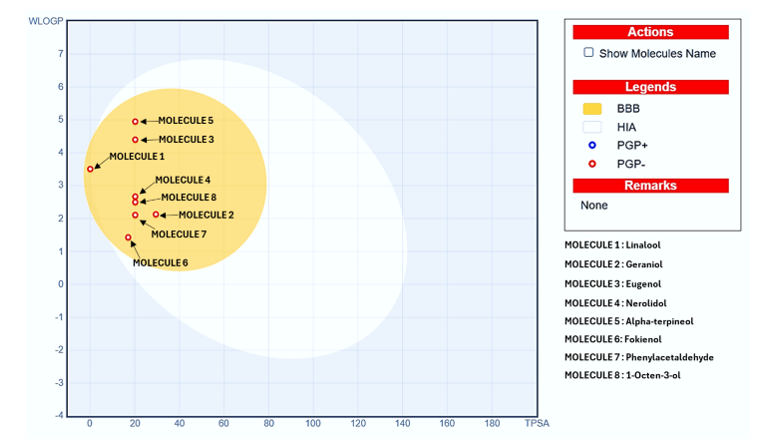 WLOGP
7
6
5
4
3
2
1
0
-1
-2
-3
-4
0
20
40
60
80
100
120
140
160
180
TPSA
MOLECULE 5
MOLECULE 3
MOLECULE 1
MOLECULE 4
MOLECULE 8
MOLECULE 2
MOLECULE 7
MOLECULE 6
Actions
Show Molecules Name
Legends
BBB
HIA
PGP+
PGP-
Remarks
None
MOLECULE 1 : Linalool
MOLECULE 2 : Geraniol
MOLECULE 3 : Eugenol
MOLECULE 4 : Nerolidol
MOLECULE 5 : Alpha-terpineol
MOLECULE 6: Fokienol
MOLECULE 7 : Phenylacetaldehyde
MOLECULE 8 : 1-Octen-3-ol